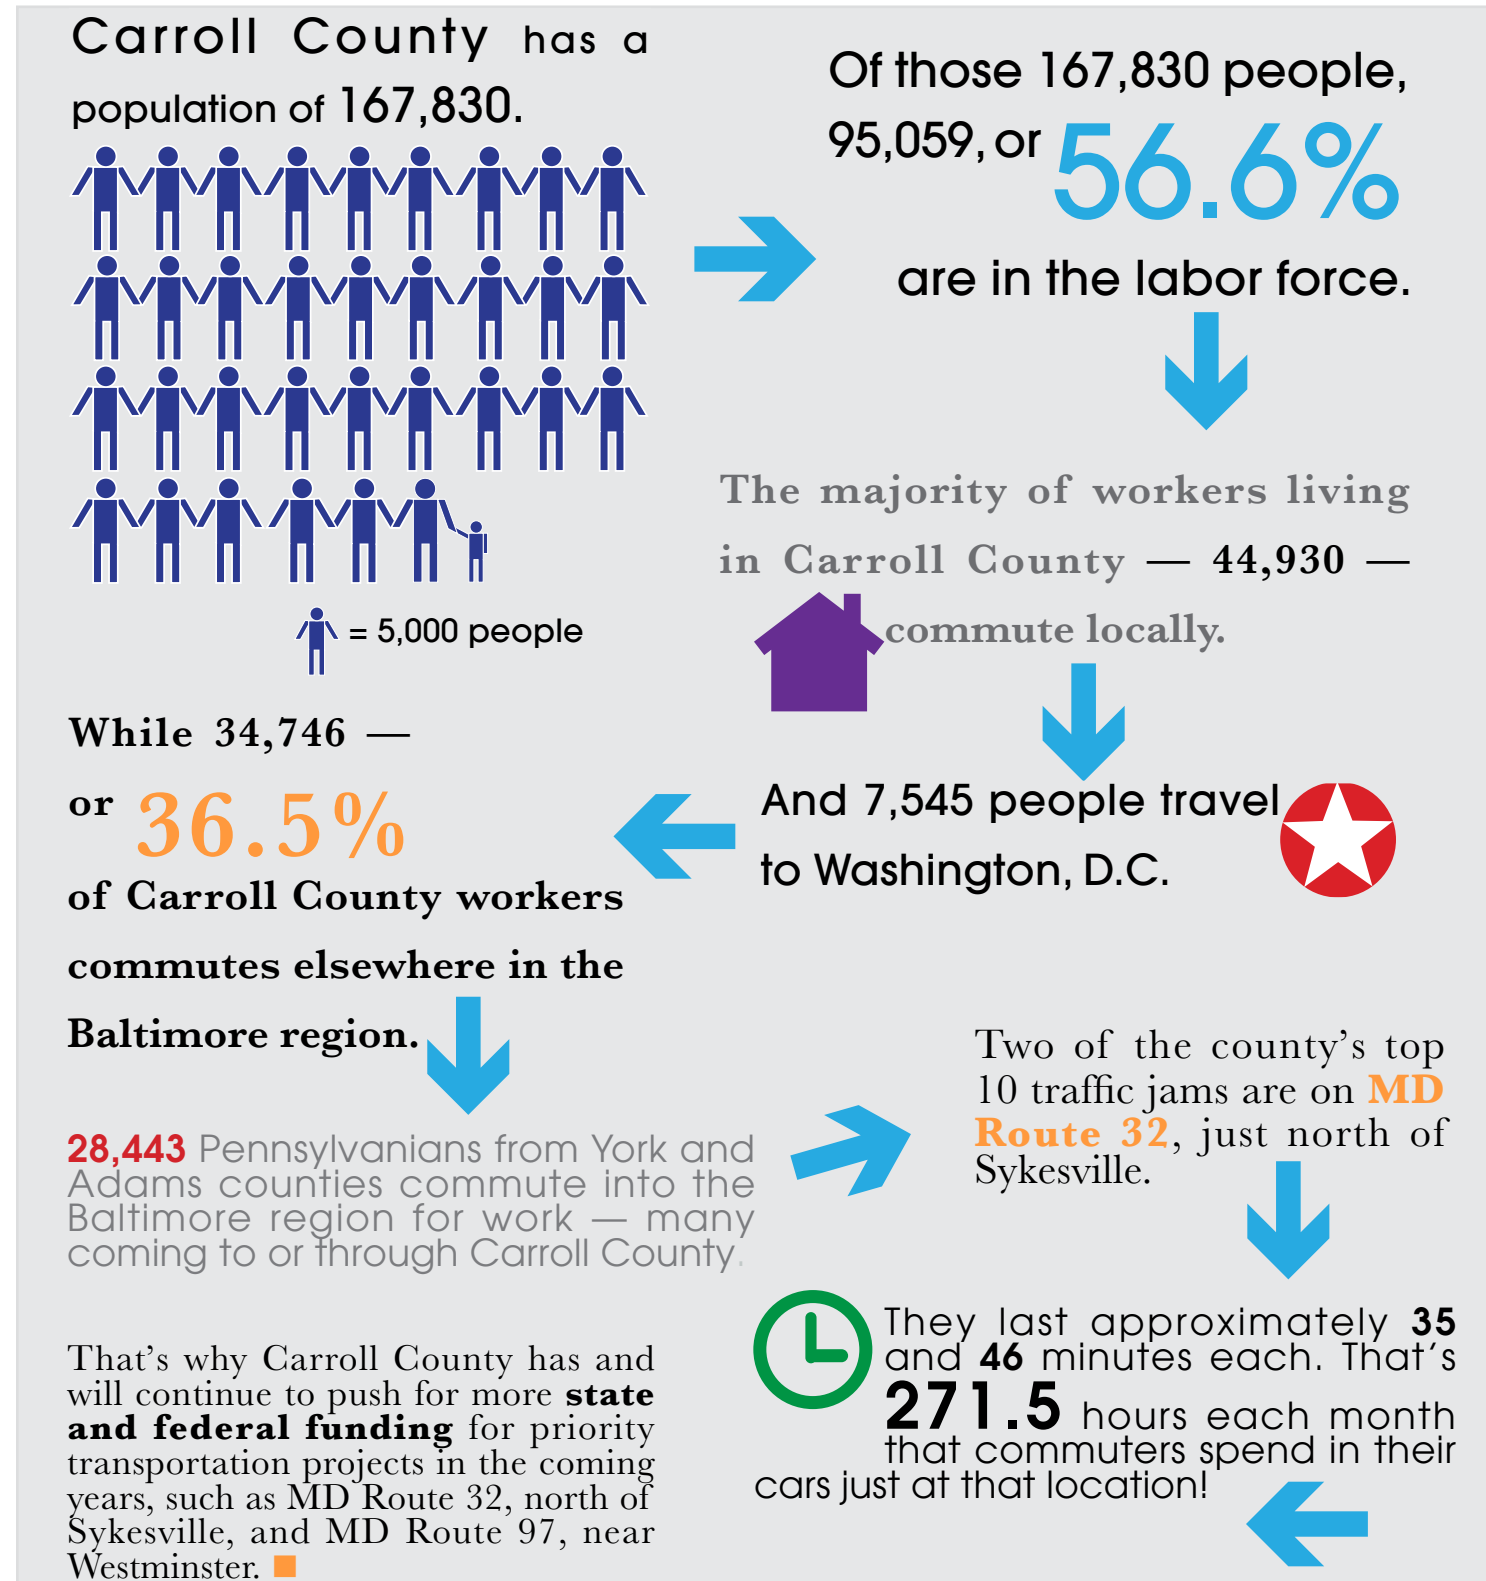 Carroll County has a
population of 167,830.
= 5,000 people
Of those 167,830 people,
95,059, or 56.6%
are in the labor force.
The majority of workers living
in Carroll County — 44,930 —
commute locally.
And 7,545 people travel
to Washington, D.C.
While 34,746 —
or 36.5%
of Carroll County workers
commutes elsewhere in the
Baltimore region.
28,443 Pennsylvanians from York and
Adams counties commute into the
Baltimore region for work — many
coming to or through Carroll County.
Two of the county's top
10 traffic jams are on MD
Route 32, just north of
Sykesville.
They last approximately 35
and 46 minutes each. That's
271.5 hours each month
that commuters spend in their
cars just at that location!
That's why Carroll County has and
will continue to push for more state
and federal funding for priority
transportation projects in the coming
years, such as MD Route 32, north of
Sykesville, and MD Route 97, near
Westminster.